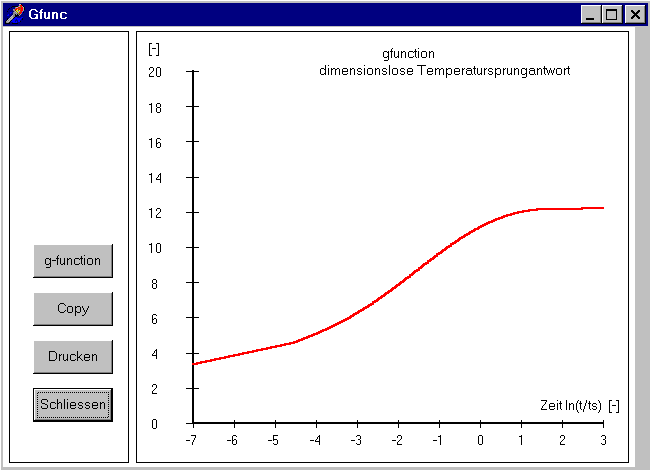 Gfunc
[-]
gfunction
dimensionslose Temperatursprungantwort
20
18
16
14
12
10
8
6
4
2
0
-7 -6 -5 -4 -3 -2 -1 0 1 2 3
Zeit ln(t/ts) [-]
g-function
Copy
Drucken
Schliessen